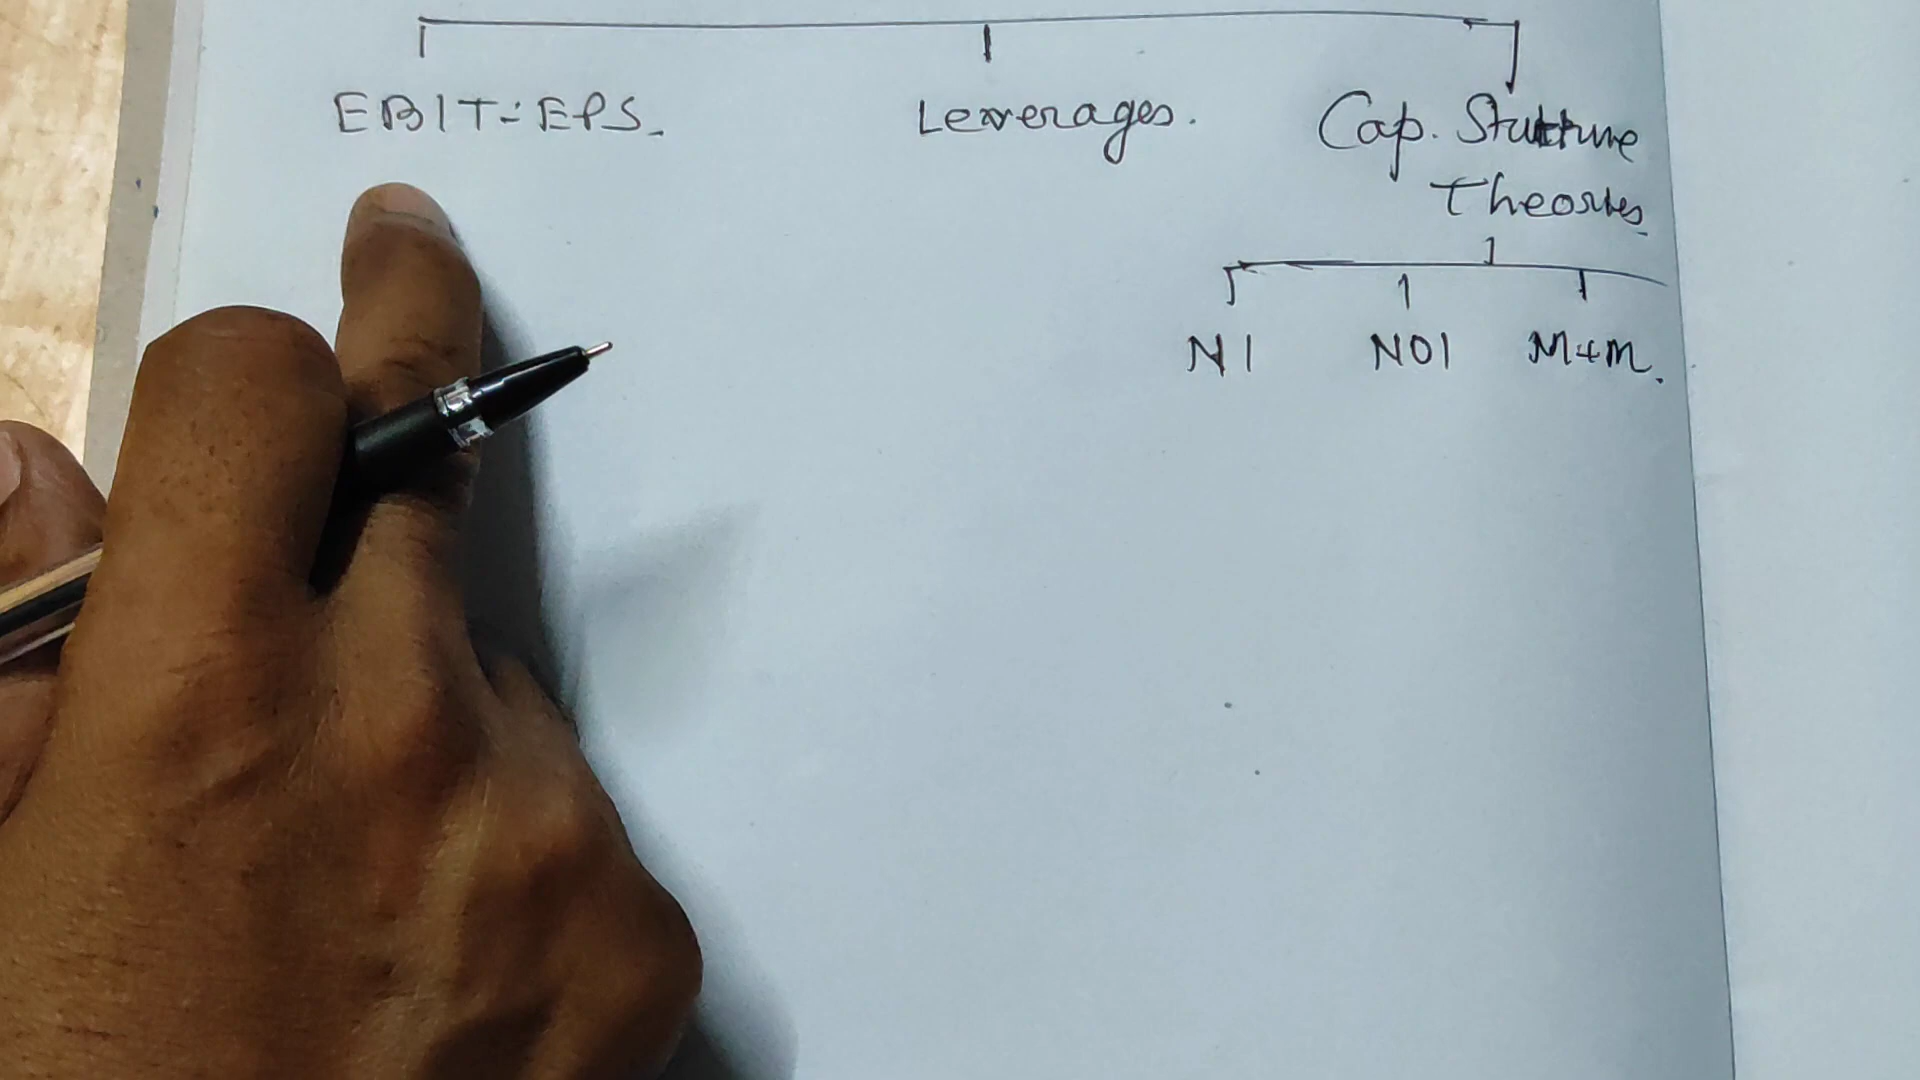 EBIT-EPS.
Leverages.
Cap. Structure
Theories
NI
NOI
M+M.